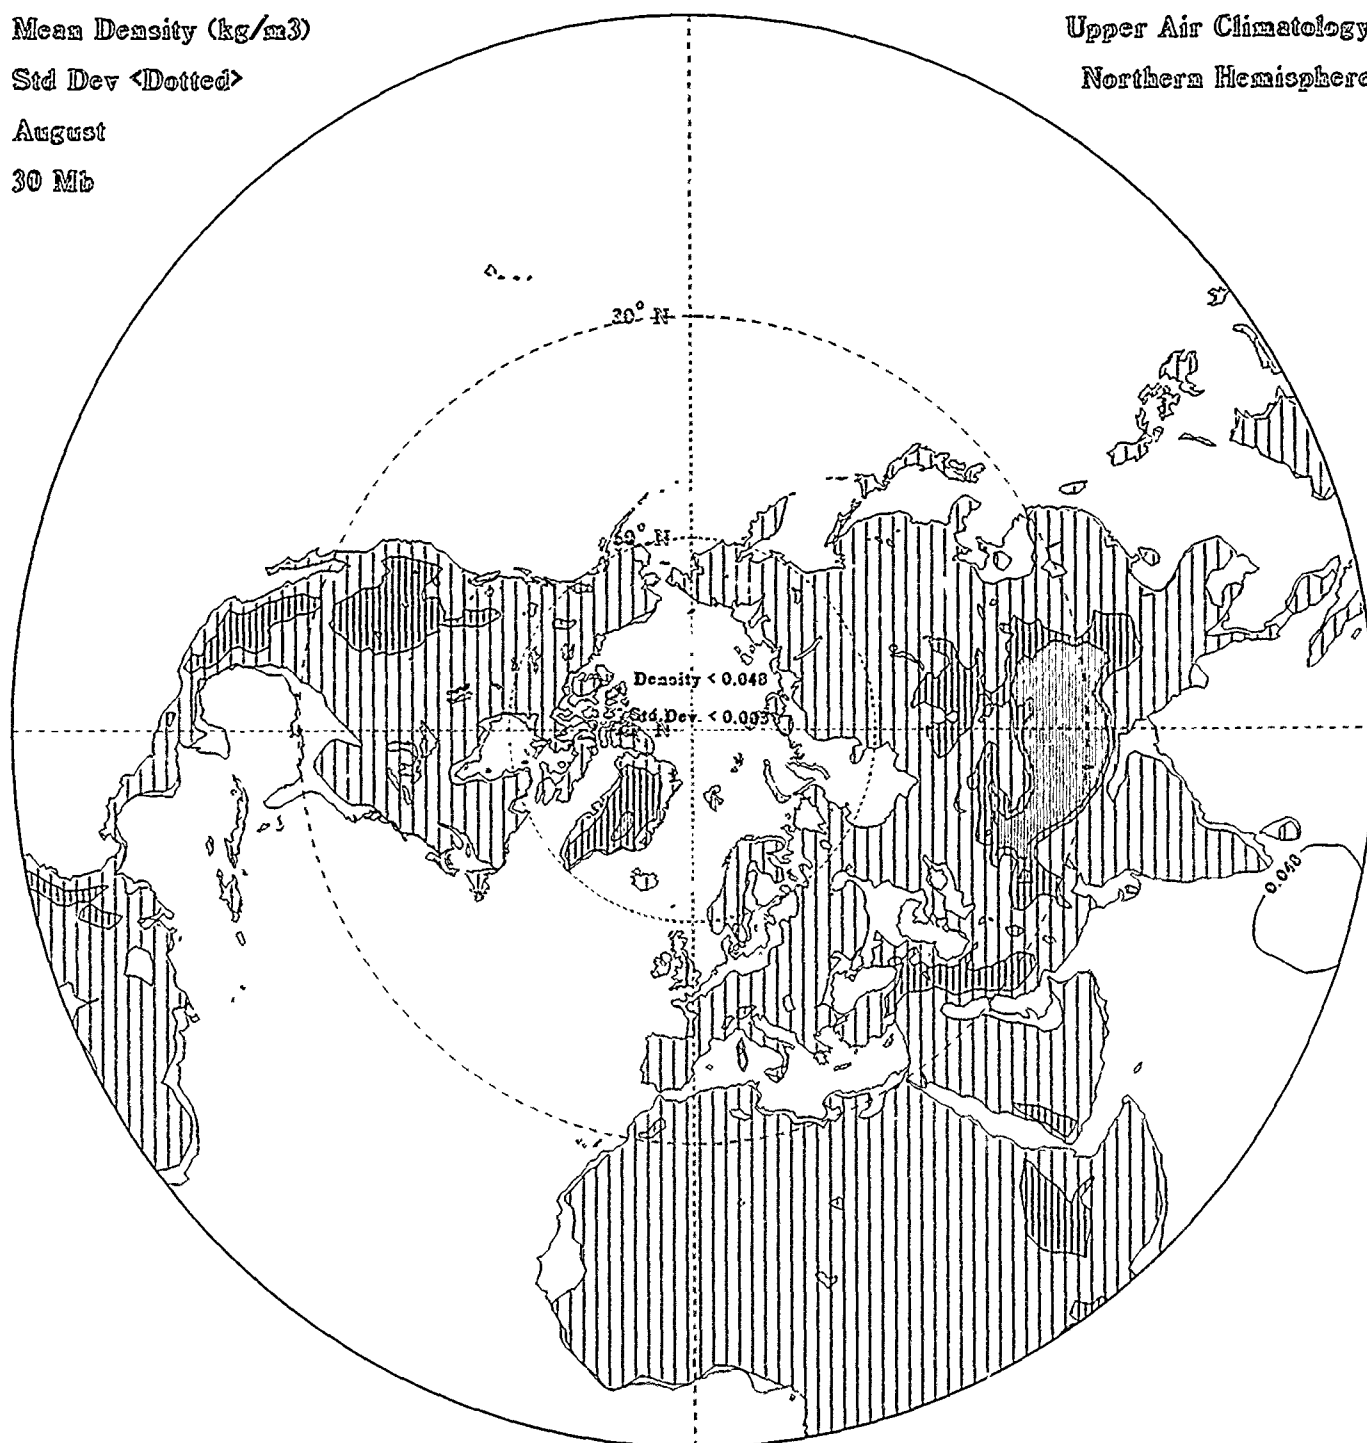 Mean Density (kg/m3)
Std Dev <Dotted>
August
30 Mb
Upper Air Climatology
Northern Hemisphere
30° N
60° N
Density < 0.048
Std Dev. < 0.003
N
0.048